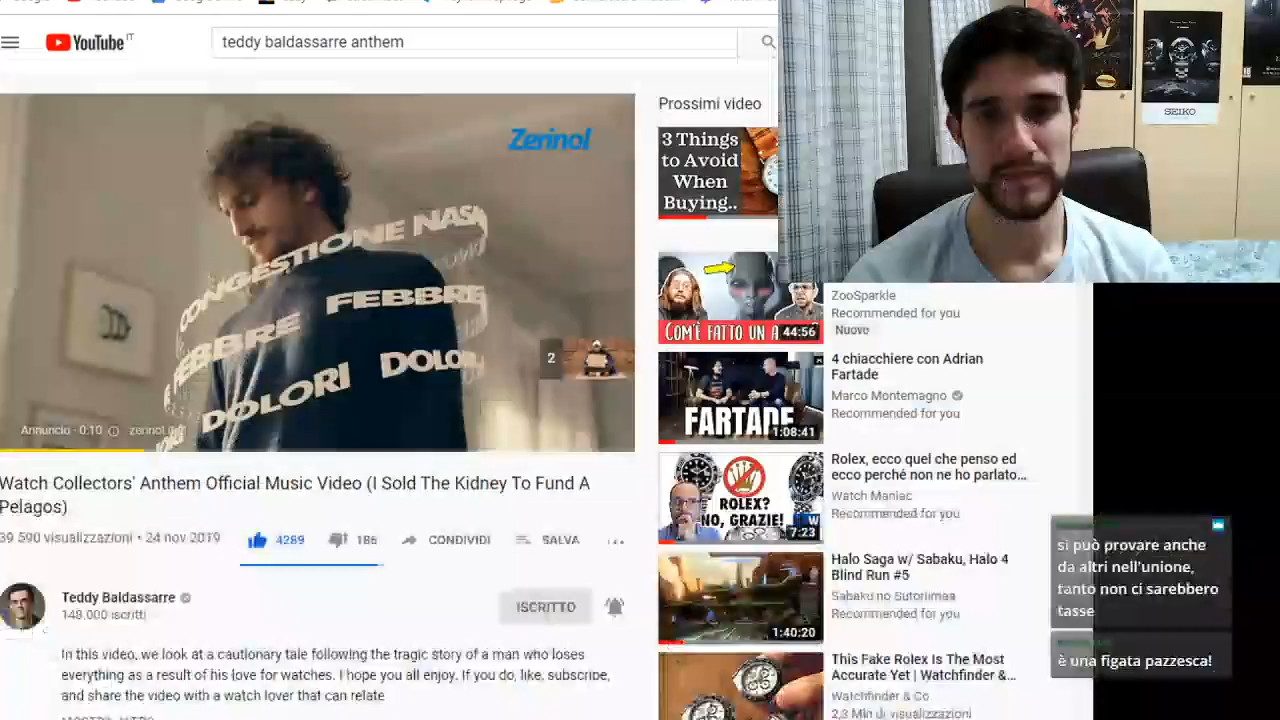 YouTube IT
teddy baldassarre anthem
Zerinol
CONGESTIONE NASA
FEBBRE
FEBBRE
DOLORI DOLO
2
Annuncio · 0:10
Watch Collectors' Anthem Official Music Video (I Sold The Kidney To Fund A
Pelagos)
39 590 visualizzazioni • 24 nov 2019
4289
186
CONDIVIDI
SALVA
Teddy Baldassarre
148.000 iscritti
ISCRITTO
In this video, we look at a cautionary tale following the tragic story of a man who loses
everything as a result of his love for watches. I hope you all enjoy. If you do, like, subscribe,
and share the video with a watch lover that can relate
Prossimi video
3 Things
to Avoid
When
Buying..
COM'È FATTO UN A
44:56
ZooSparkle
Recommended for you
Nuovo
FARTADE
1:08:41
4 chiacchiere con Adrian
Fartade
Marco Montemagno
Recommended for you
ROLEX?
NO, GRAZIE!
7:23
Rolex, ecco quel che penso ed
ecco perché non ne ho parlato...
Watch Maniac
Recommended for you
1:40:20
Halo Saga w/ Sabaku, Halo 4
Blind Run #5
Sabaku no Sutoriimaa
Recommended for you
This Fake Rolex Is The Most
Accurate Yet | Watchfinder &...
Watchfinder & Co
2,3 Mln di visualizzazioni
SEIKO
si può provare anche
da altri nell'unione,
tanto non ci sarebbero
tasse
è una figata pazzesca!